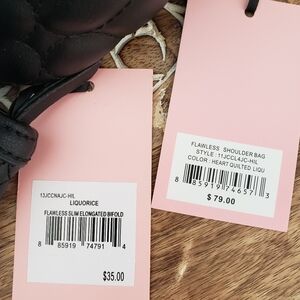 13JCCNAJC-HIL
LIQUORICE
FLAWLESS SLIM ELONGATED BIFOLD
8 85919 74791 4
$35.00
FLAWLESS SHOULDER BAG
STYLE : 11JCCL4JC-HIL
COLOR : HEART QUILTED LIQU
8 85919 74657 3
$ 79.00